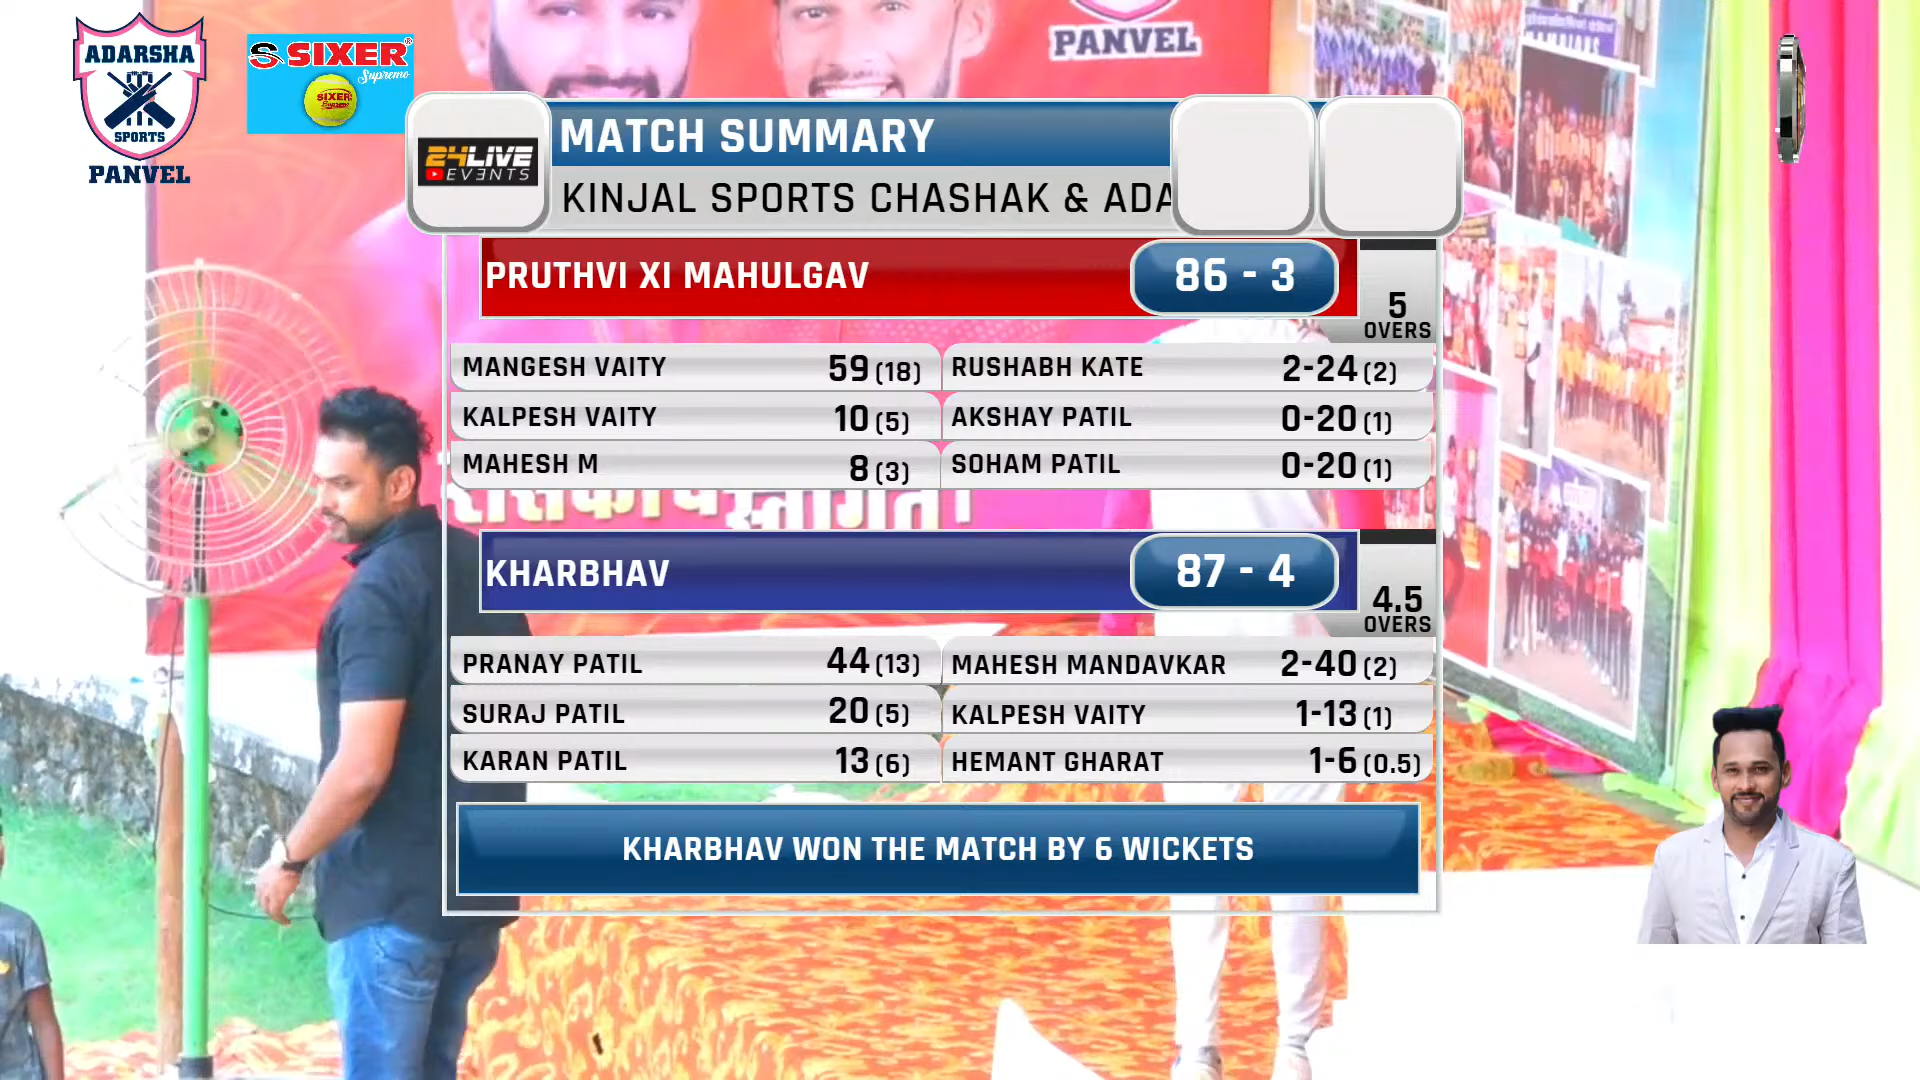 ADARSHA
SPORTS
PANVEL
SIXER
Supremo
SIXER
Supremo
PANVEL
24LIVE
EVENTS
MATCH SUMMARY
KINJAL SPORTS CHASHAK & ADA
PRUTHVI XI MAHULGAV 86 - 3
5
OVERS
MANGESH VAITY 59 (18) RUSHABH KATE 2-24 (2)
KALPESH VAITY 10 (5) AKSHAY PATIL 0-20 (1)
MAHESH M 8 (3) SOHAM PATIL 0-20 (1)
KHARBHAV 87 - 4
4.5
OVERS
PRANAY PATIL 44 (13) MAHESH MANDAVKAR 2-40 (2)
SURAJ PATIL 20 (5) KALPESH VAITY 1-13 (1)
KARAN PATIL 13 (6) HEMANT GHARAT 1-6 (0.5)
KHARBHAV WON THE MATCH BY 6 WICKETS